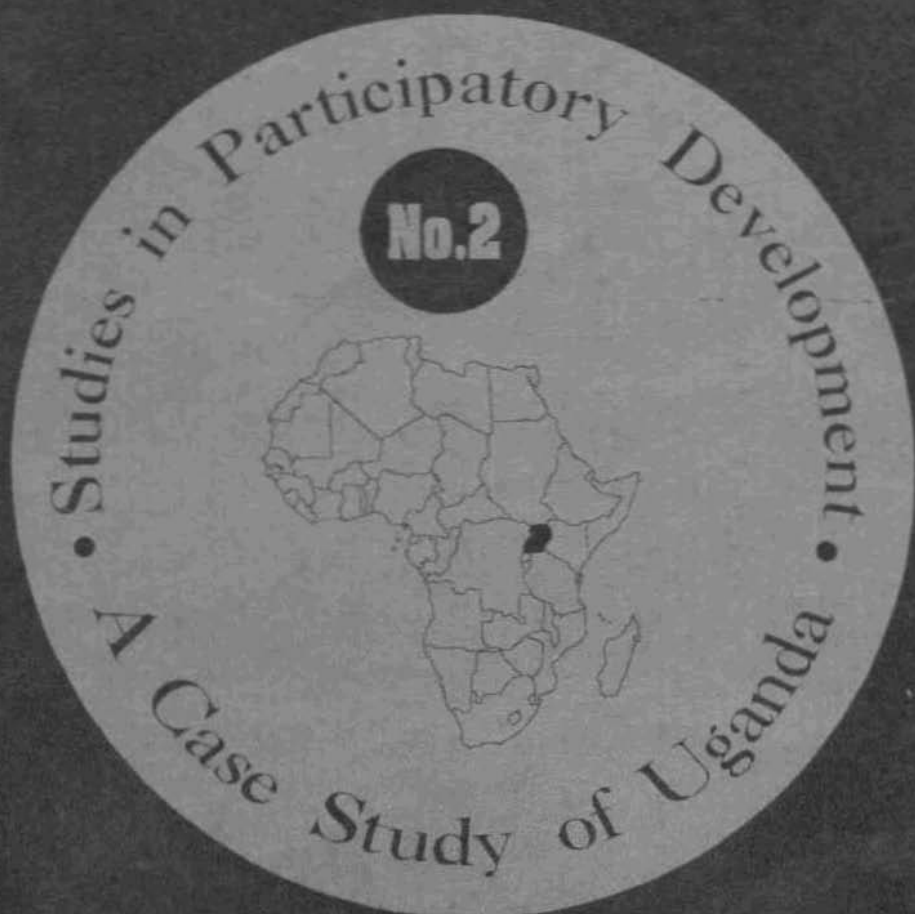 • Studies in Participatory Development •
No.2
A Case Study of Uganda